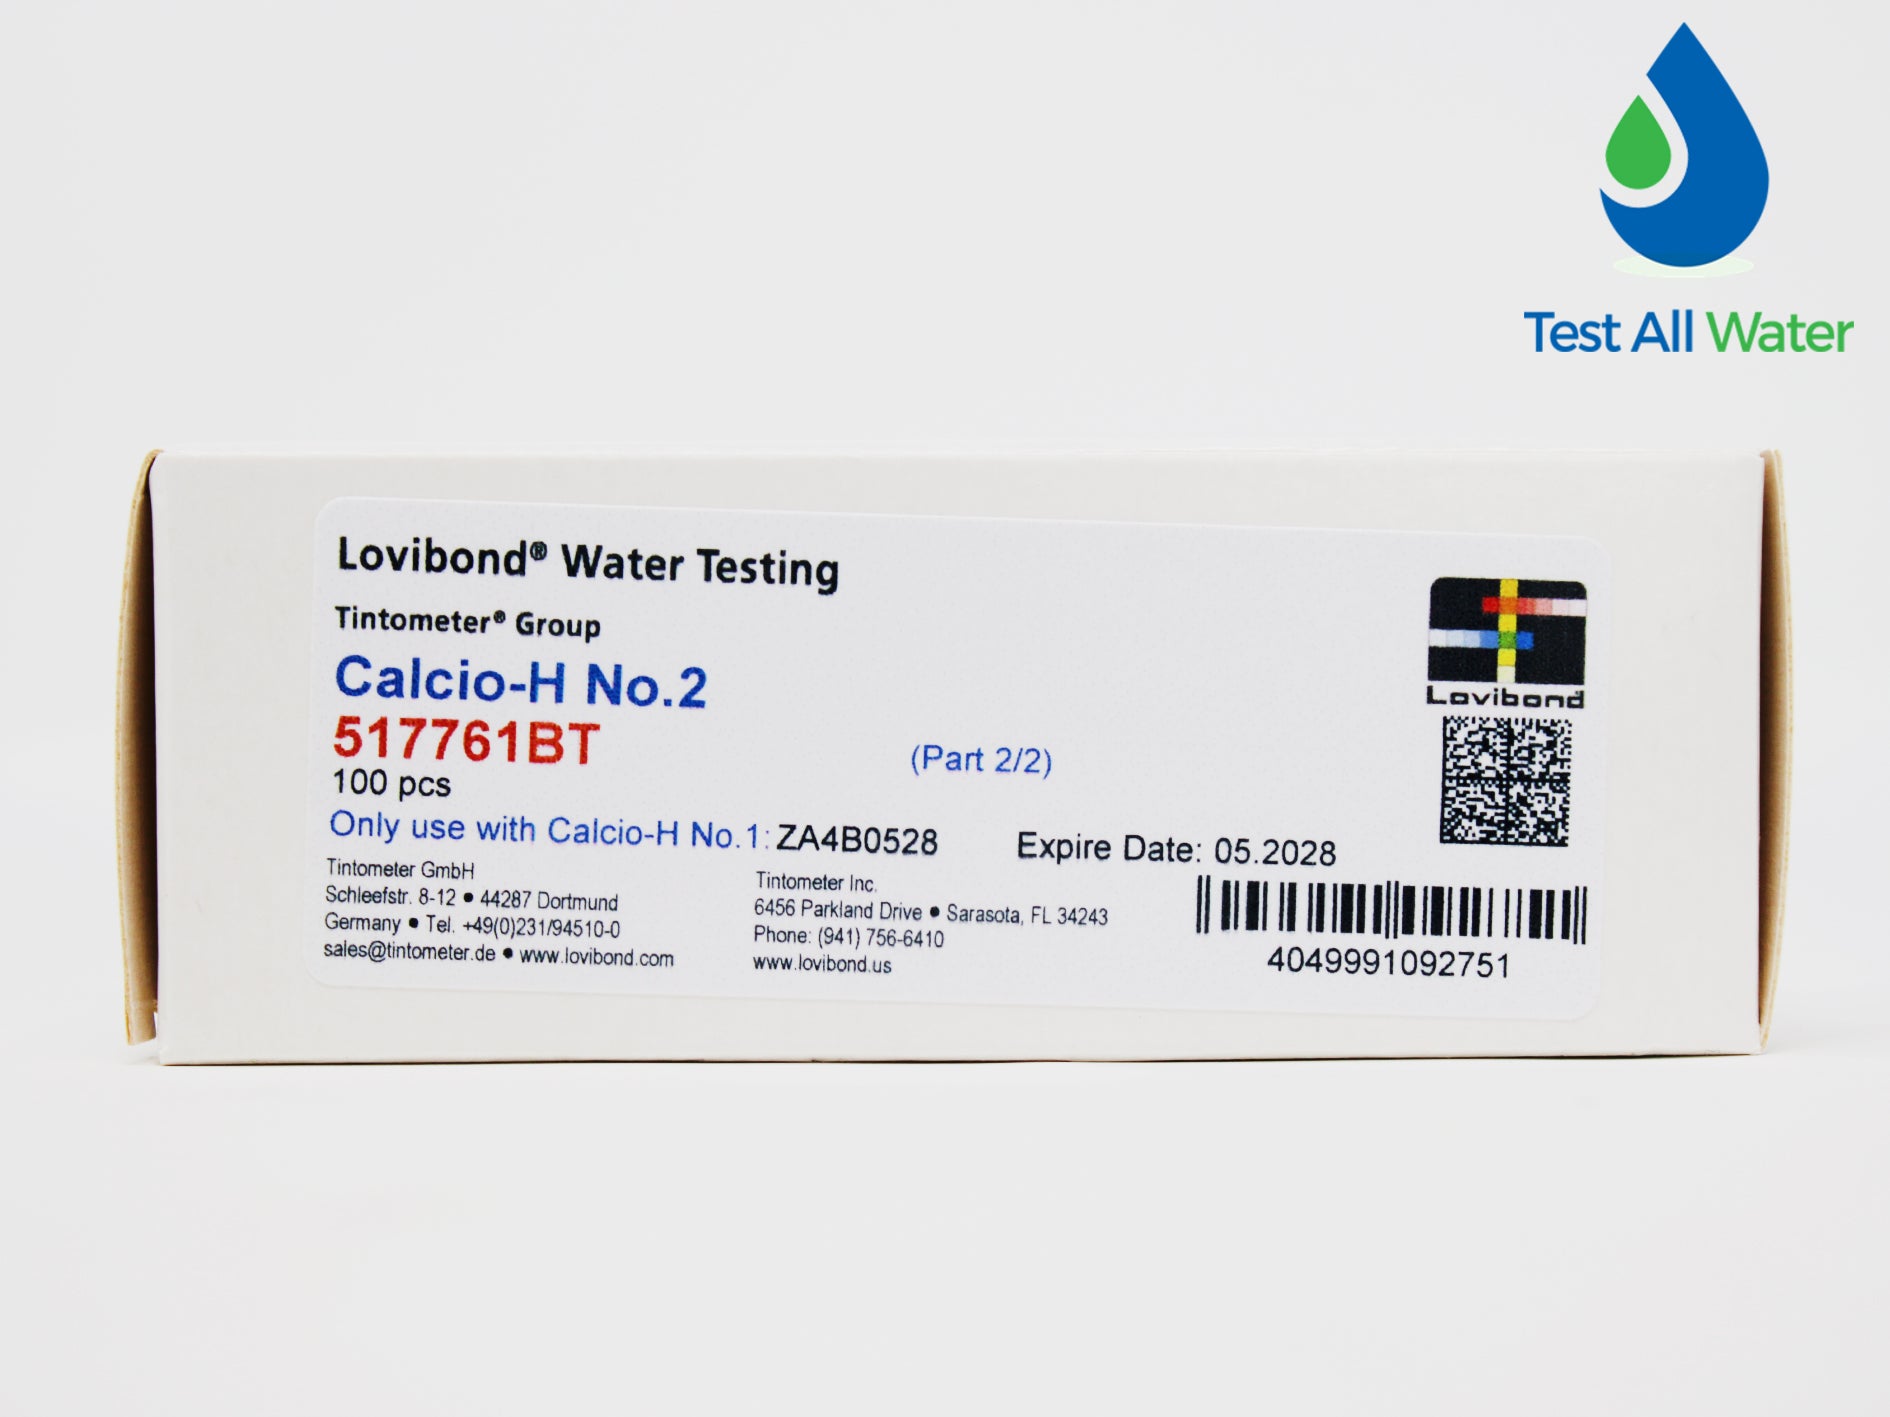 Test All Water
Lovibond® Water Testing
Tintometer® Group
Calcio-H No.2
517761BT
(Part 2/2)
100 pcs
Only use with Calcio-H No.1: ZA4B0528
Expire Date: 05.2028
Tintometer GmbH
Schleefstr. 8-12 • 44287 Dortmund
Germany • Tel. +49(0)231/94510-0
sales@tintometer.de • www.lovibond.com
Tintometer Inc.
6456 Parkland Drive • Sarasota, FL 34243
Phone: (941) 756-6410
www.lovibond.us
Lovibond
4049991092751